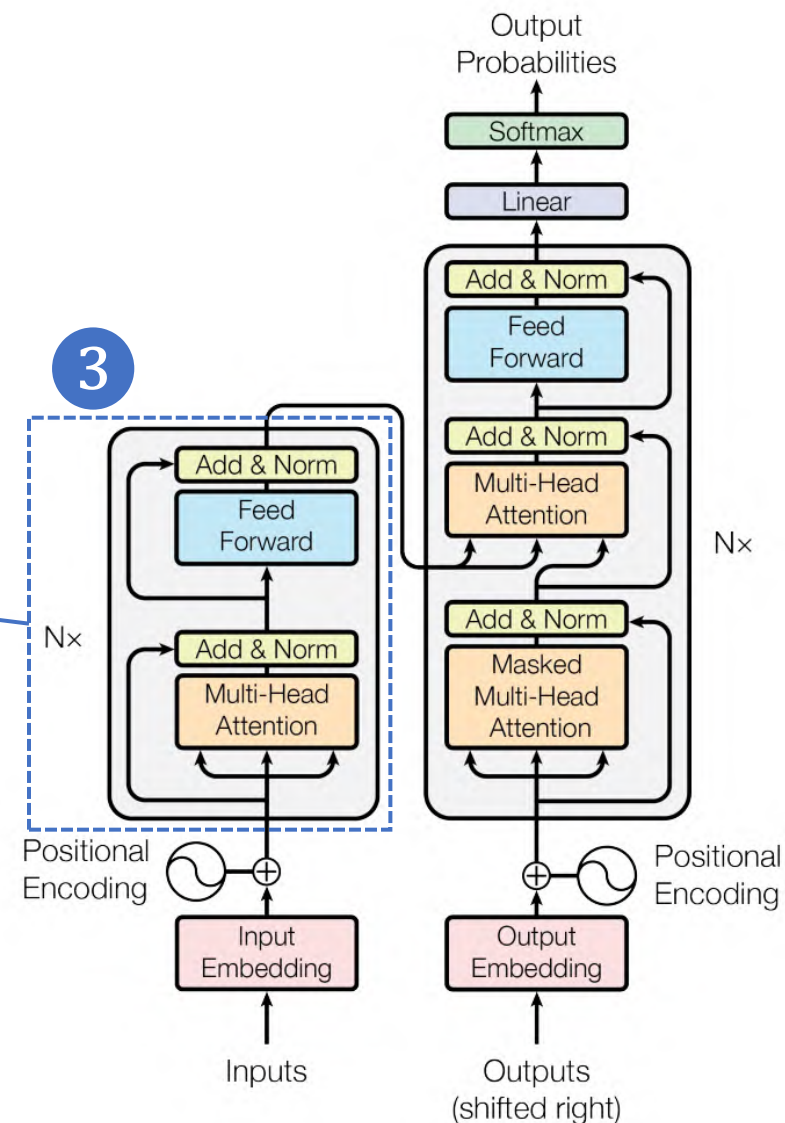 Output
Probabilities
Softmax
Linear
Add & Norm
Feed
Forward
Add & Norm
Multi-Head
Attention
N×
Add & Norm
Masked
Multi-Head
Attention
3
Add & Norm
Feed
Forward
N×
Add & Norm
Multi-Head
Attention
Positional
Encoding
Positional
Encoding
Input
Embedding
Output
Embedding
Inputs
Outputs
(shifted right)